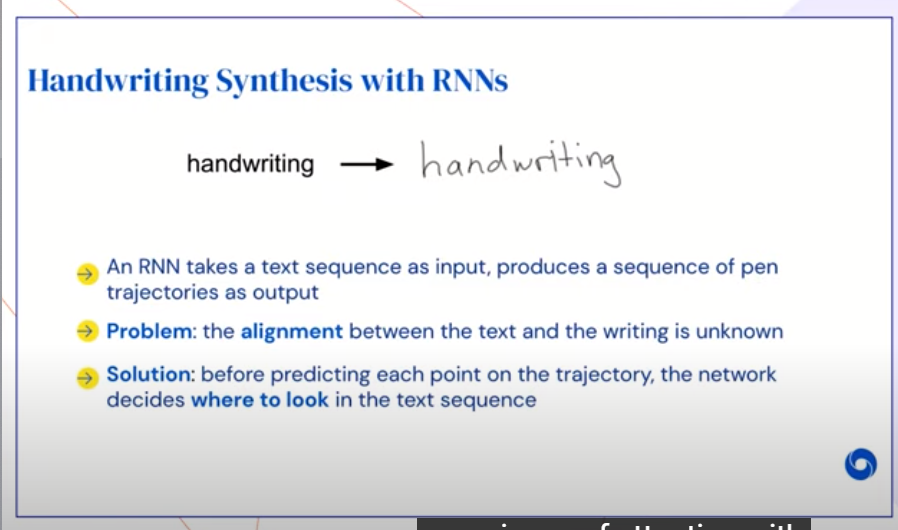 Handwriting Synthesis with RNNs
handwriting → handwriting
An RNN takes a text sequence as input, produces a sequence of pen
trajectories as output
Problem: the alignment between the text and the writing is unknown
Solution: before predicting each point on the trajectory, the network
decides where to look in the text sequence